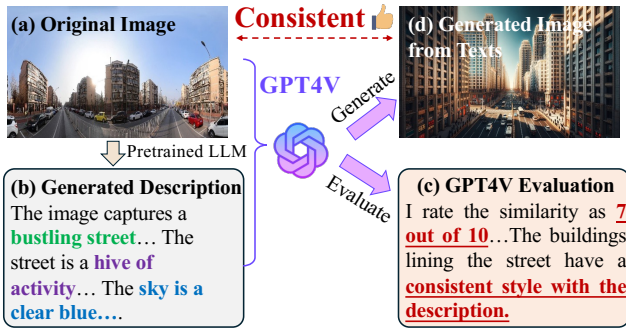 (a) Original Image
Consistent
(d) Generated Image
from Texts
GPT4V
Generate
Evaluate
Pretrained LLM
(b) Generated Description
The image captures a
bustling street… The
street is a hive of
activity… The sky is a
clear blue….
(c) GPT4V Evaluation
I rate the similarity as 7
out of 10…The buildings
lining the street have a
consistent style with the
description.